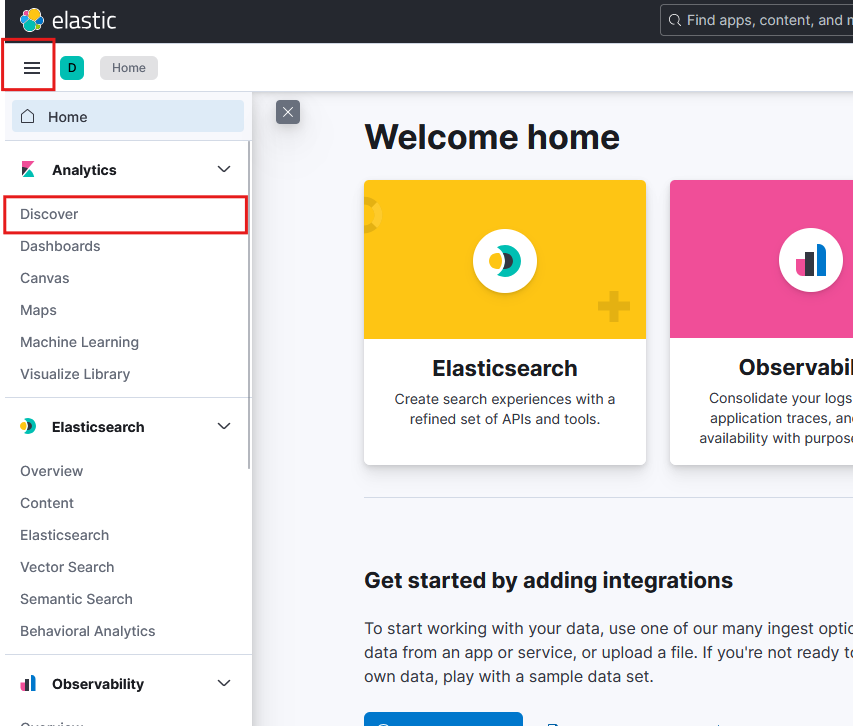 elastic
Find apps, content, and
D
Home
Home
Analytics
Discover
Dashboards
Canvas
Maps
Machine Learning
Visualize Library
Elasticsearch
Overview
Content
Elasticsearch
Vector Search
Semantic Search
Behavioral Analytics
Observability
Welcome home
Elasticsearch
Create search experiences with a
refined set of APIs and tools.
Observabil
Consolidate your logs
application traces, an
availability with purpose
Get started by adding integrations
To start working with your data, use one of our many ingest optio
data from an app or service, or upload a file. If you're not ready to
own data, play with a sample data set.